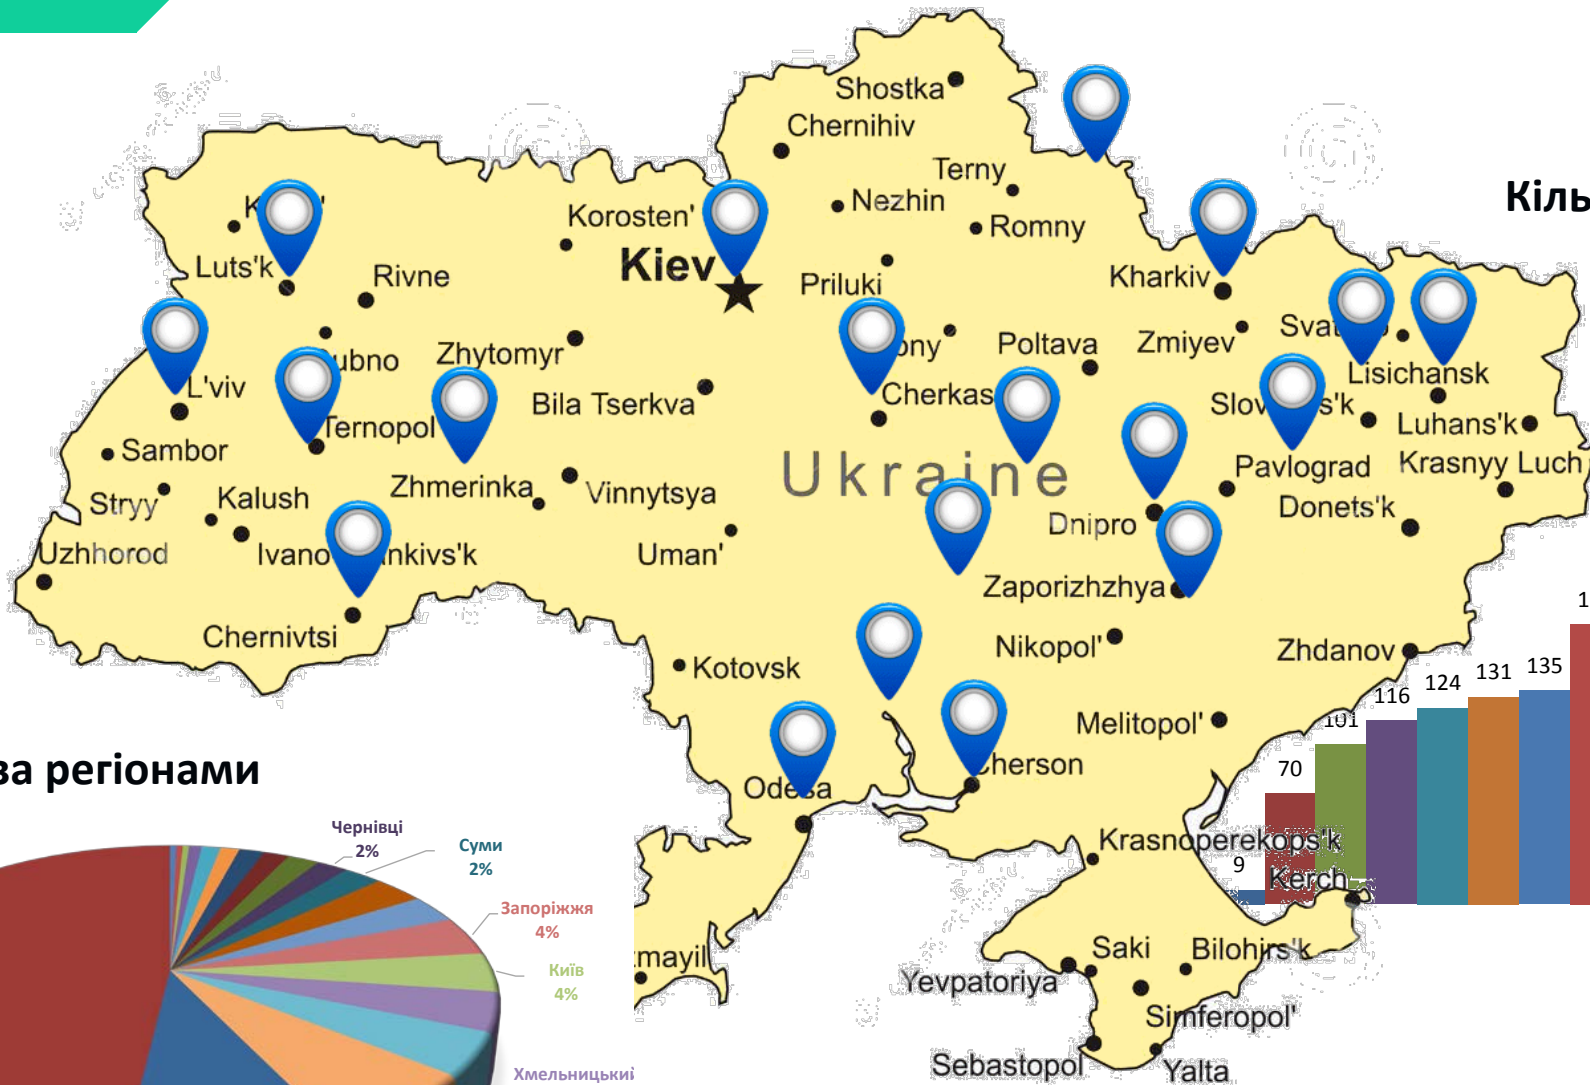 Shostka
Chernihiv
Terny
Nezhin
Korosten'
Romny
Кіль
Kiev
Luts'k
Rivne
Priluki
Kharkiv
Zmiyev
Poltava
Zhytomyr
Lisichansk
L'viv
Bila Tserkva
Cherkas
Luhans'k
Ternopol
Sambor
Ukraine
Pavlograd
Krasnyy Luch
Zhmerinka
Vinnytsya
Stryy
Kalush
Donets'k
Dnipro
Uzhhorod
Uman'
Zaporizhzhya
Chernivtsi
Nikopol'
Zhdanov
Kotovsk
135
131
124
116
101
Melitopol'
70
за регіонами
Odesa
herson
Чернівці
2%
Суми
2%
Krasnoperekops'k
9
Kerch
Запоріжжя
4%
Київ
4%
mayil
Saki
Bilohirs'k
Yevpatoriya
Simferopol'
Sebastopol
Yalta
Хмельницький